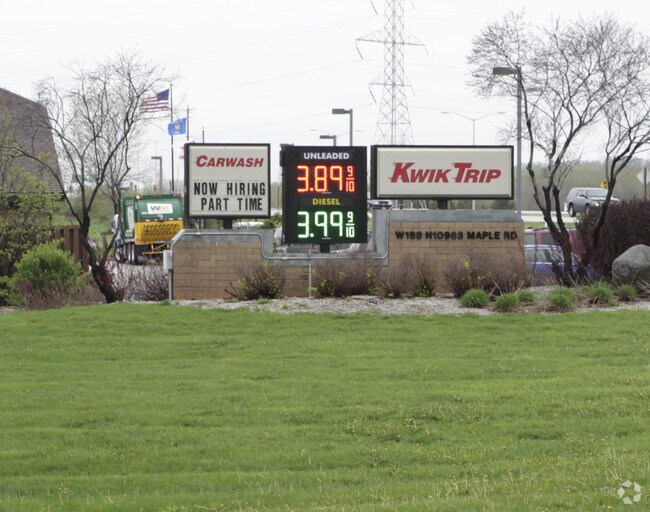 CARWASH
NOW HIRING
PART TIME
UNLEADED
3.89 9/10
DIESEL
3.99 9/10
KWIK TRIP
W188 N10963 MAPLE RD
WM